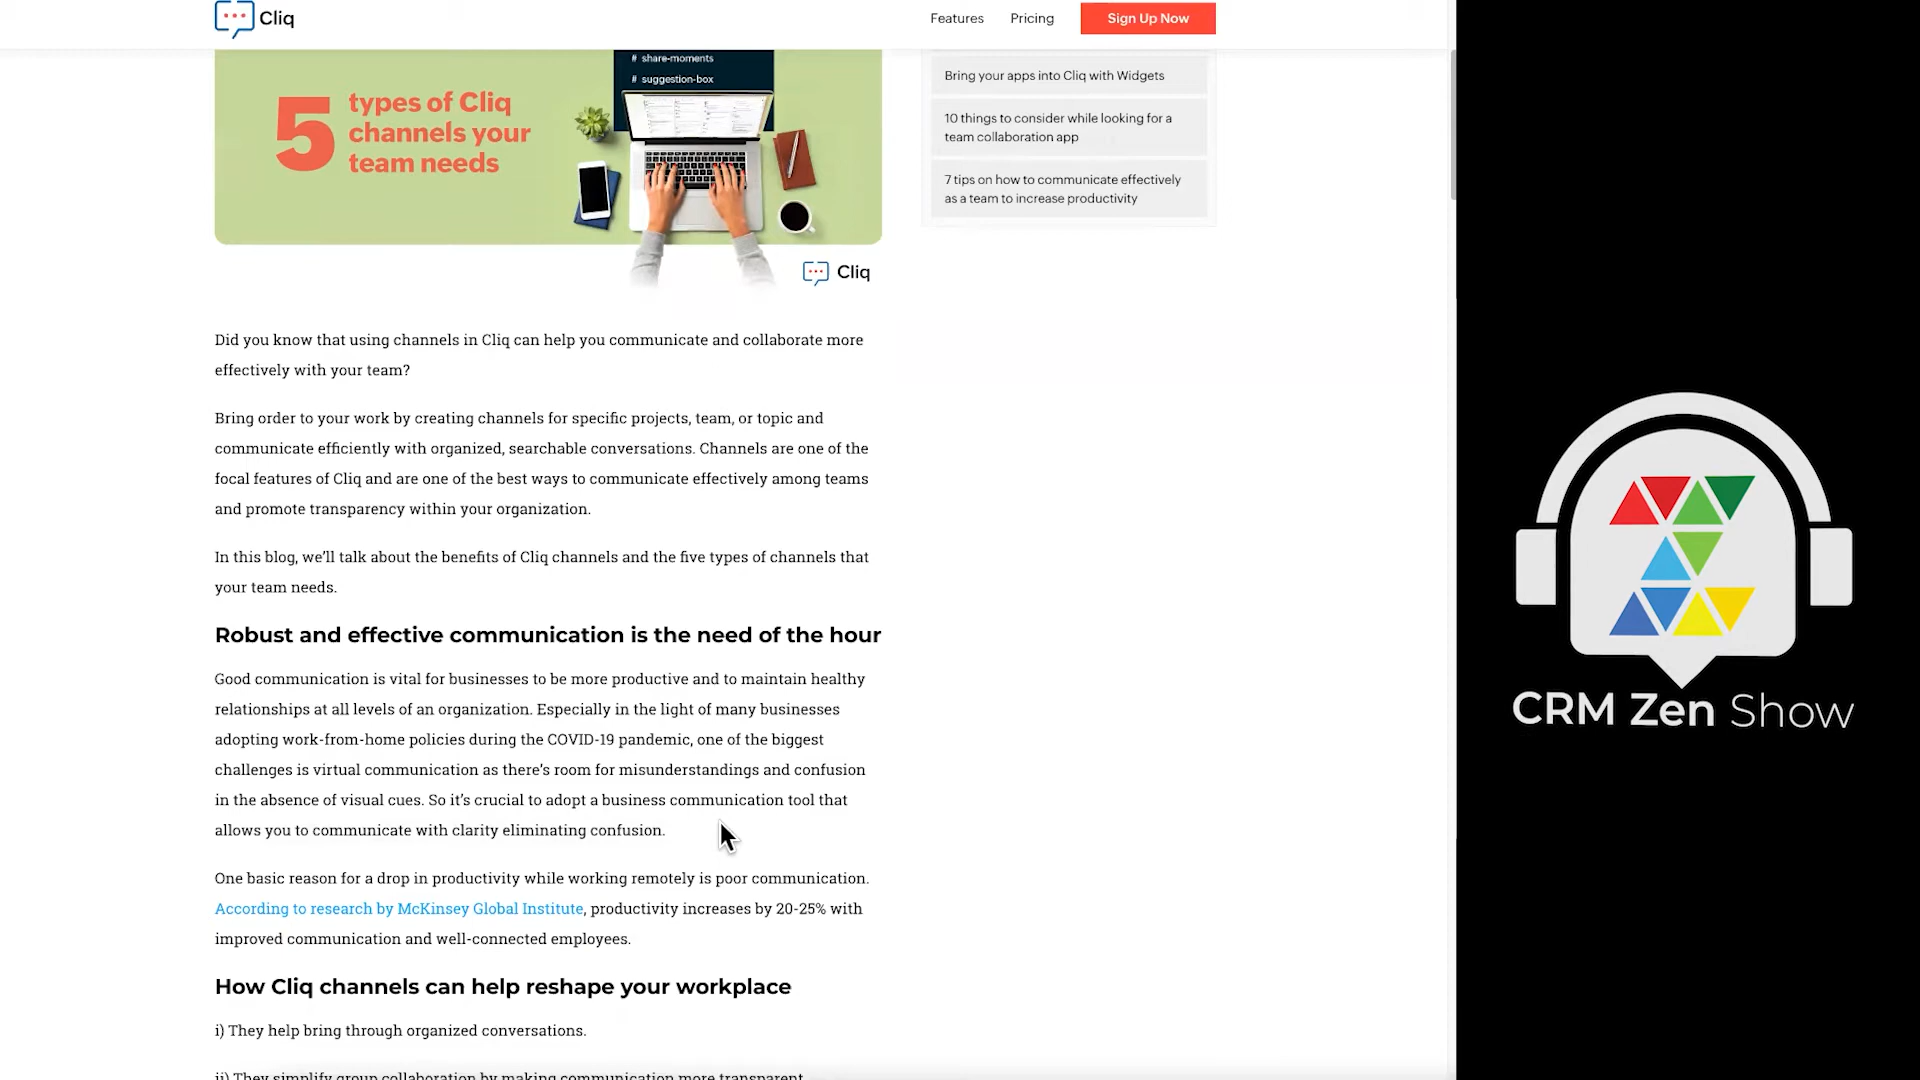 Cliq
Features
Pricing
Sign Up Now
# share-moments
# suggestion-box
5 types of Cliq
channels your
team needs
Cliq
Bring your apps into Cliq with Widgets
10 things to consider while looking for a
team collaboration app
7 tips on how to communicate effectively
as a team to increase productivity
Did you know that using channels in Cliq can help you communicate and collaborate more
effectively with your team?
Bring order to your work by creating channels for specific projects, team, or topic and
communicate efficiently with organized, searchable conversations. Channels are one of the
focal features of Cliq and are one of the best ways to communicate effectively among teams
and promote transparency within your organization.
In this blog, we’ll talk about the benefits of Cliq channels and the five types of channels that
your team needs.
Robust and effective communication is the need of the hour
Good communication is vital for businesses to be more productive and to maintain healthy
relationships at all levels of an organization. Especially in the light of many businesses
adopting work-from-home policies during the COVID-19 pandemic, one of the biggest
challenges is virtual communication as there’s room for misunderstandings and confusion
in the absence of visual cues. So it’s crucial to adopt a business communication tool that
allows you to communicate with clarity eliminating confusion.
One basic reason for a drop in productivity while working remotely is poor communication.
According to research by McKinsey Global Institute, productivity increases by 20-25% with
improved communication and well-connected employees.
How Cliq channels can help reshape your workplace
i) They help bring through organized conversations.
ii) They simplify group collaboration by making communication more transparent.
CRM Zen Show